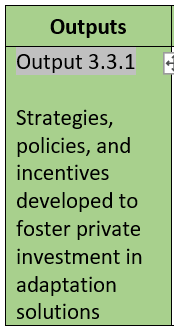 Outputs
Output 3.3.1
Strategies,
policies, and
incentives
developed to
foster private
investment in
adaptation
solutions